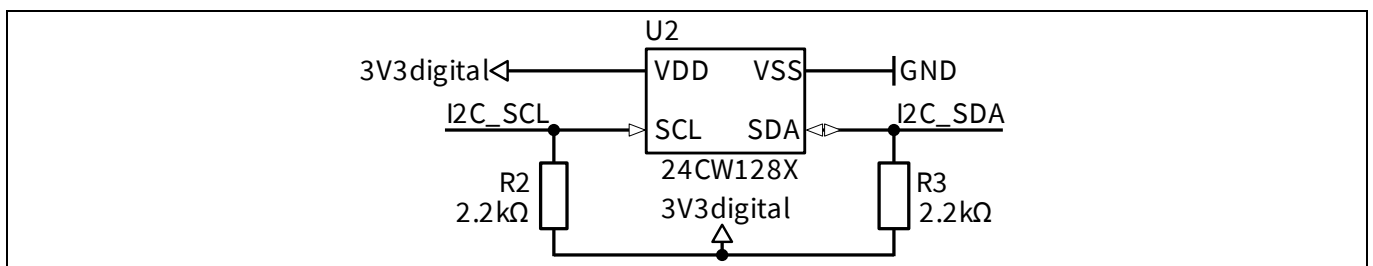 U2
3V3digital VDD VSS GND
I2C_SCL SCL SDA I2C_SDA
24CW128X
R2 3V3digital R3
2.2kΩ 2.2kΩ